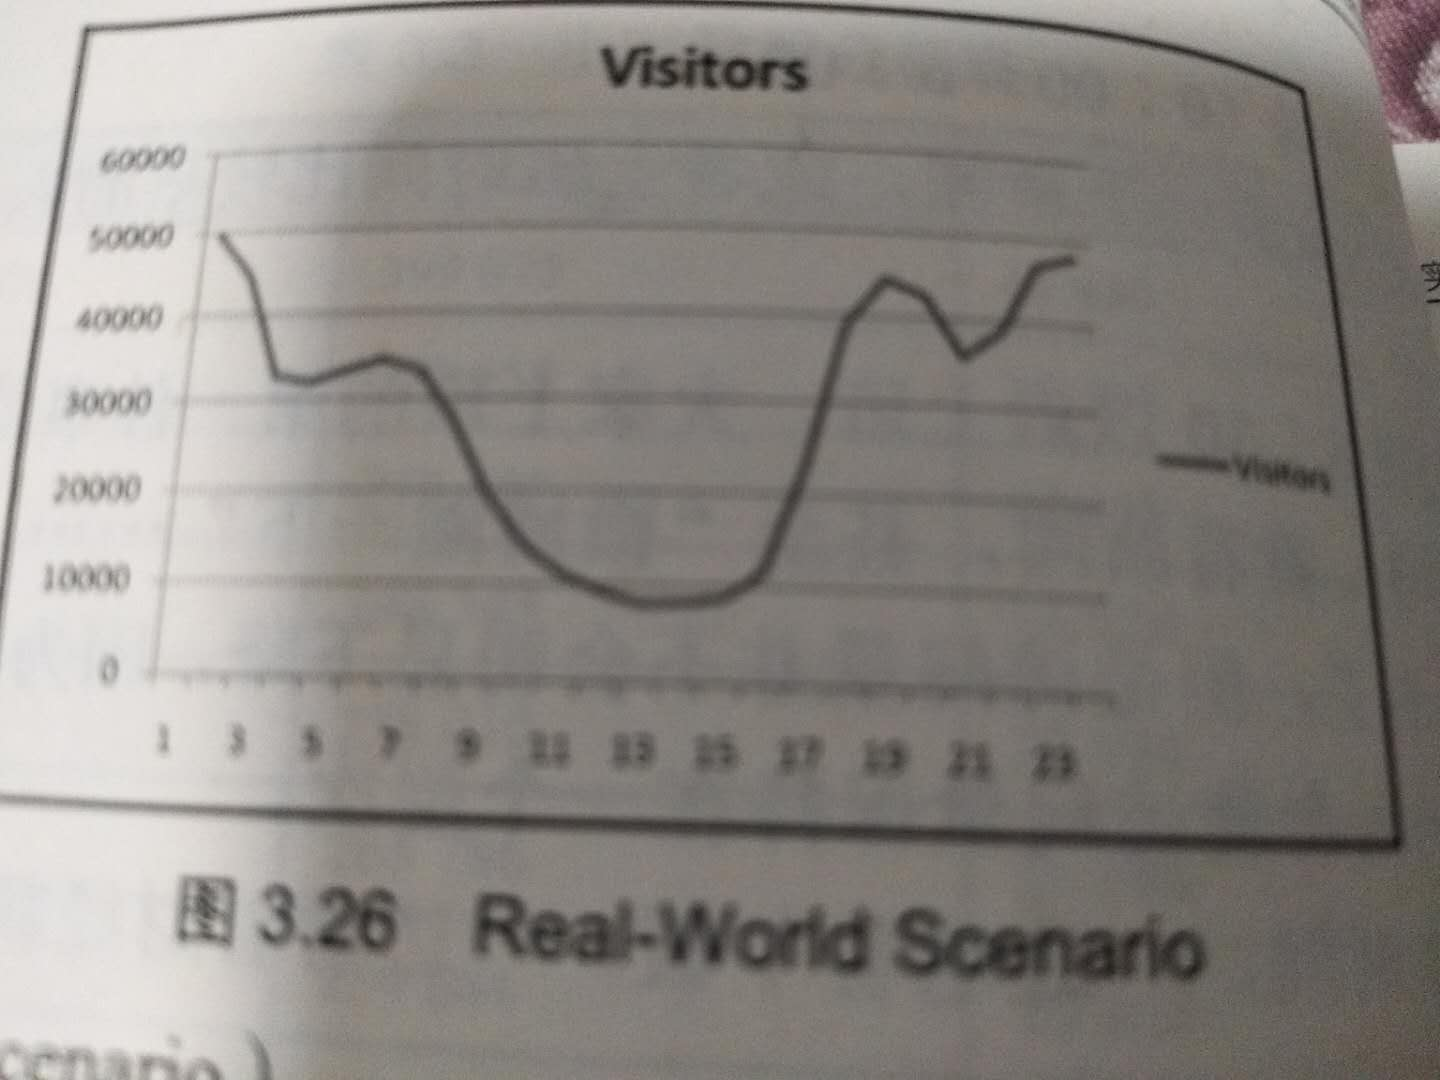 Visitors
60000
50000
40000
30000
20000
10000
0
Visitors
1 3 5 7 9 11 13 15 17 19 21 23
图 3.26 Real-World Scenario
cenario )